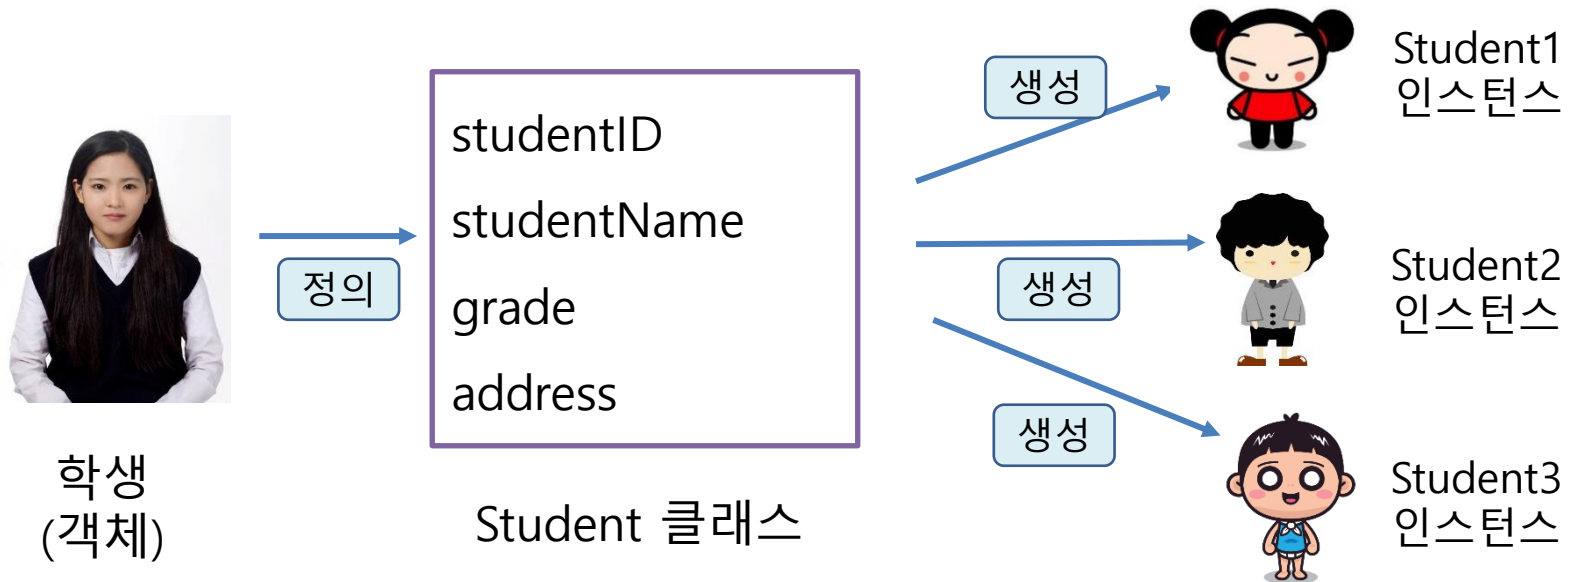 학생
(객체)
정의
studentID
studentName
grade
address
Student 클래스
생성
Student1
인스턴스
생성
Student2
인스턴스
생성
Student3
인스턴스